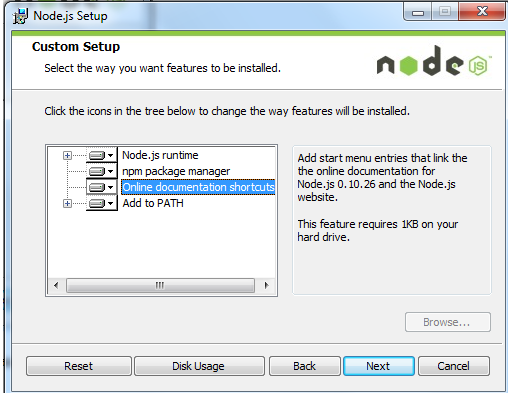 Node.js Setup
Custom Setup
Select the way you want features to be installed.
node
JS
Click the icons in the tree below to change the way features will be installed.
Node.js runtime
npm package manager
Online documentation shortcuts
Add to PATH
Add start menu entries that link the
the online documentation for
Node.js 0.10.26 and the Node.js
website.
This feature requires 1KB on your
hard drive.
Browse...
Reset
Disk Usage
Back
Next
Cancel